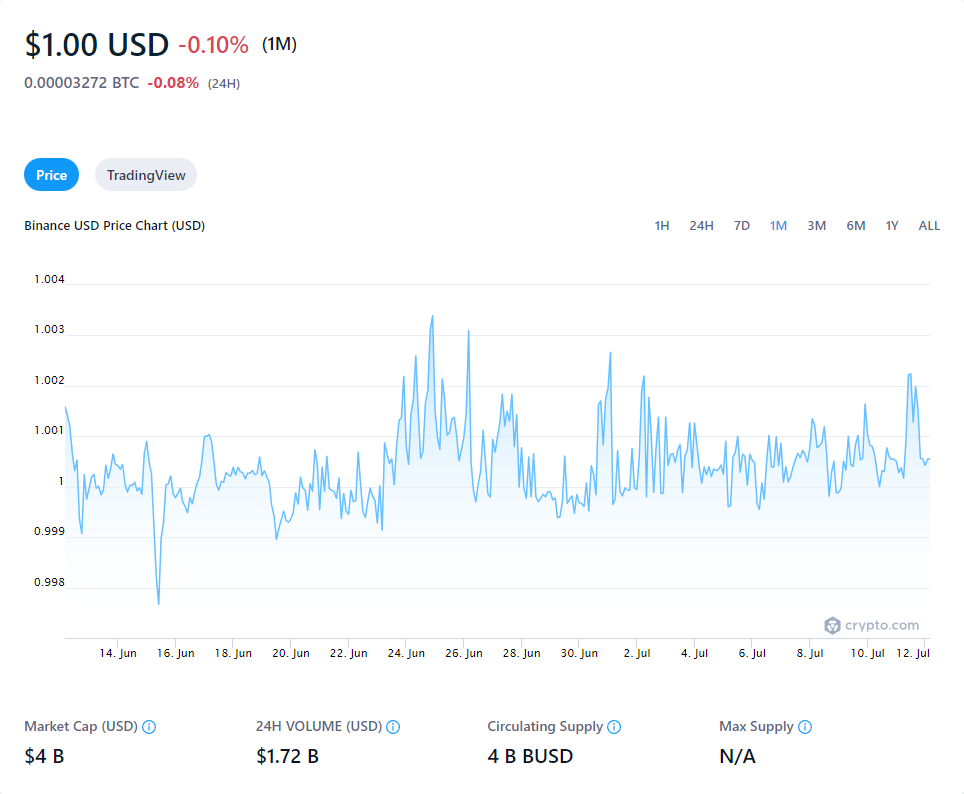 $1.00 USD -0.10% (1M)
0.00003272 BTC -0.08% (24H)
Price TradingView
Binance USD Price Chart (USD) 1H 24H 7D 1M 3M 6M 1Y ALL
1.004
1.003
1.002
1.001
1
0.999
0.998
crypto.com
14. Jun 16. Jun 18. Jun 20. Jun 22. Jun 24. Jun 26. Jun 28. Jun 30. Jun 2. Jul 4. Jul 6. Jul 8. Jul 10. Jul 12. Jul
Market Cap (USD) 24H VOLUME (USD) Circulating Supply Max Supply
$4 B $1.72 B 4 B BUSD N/A